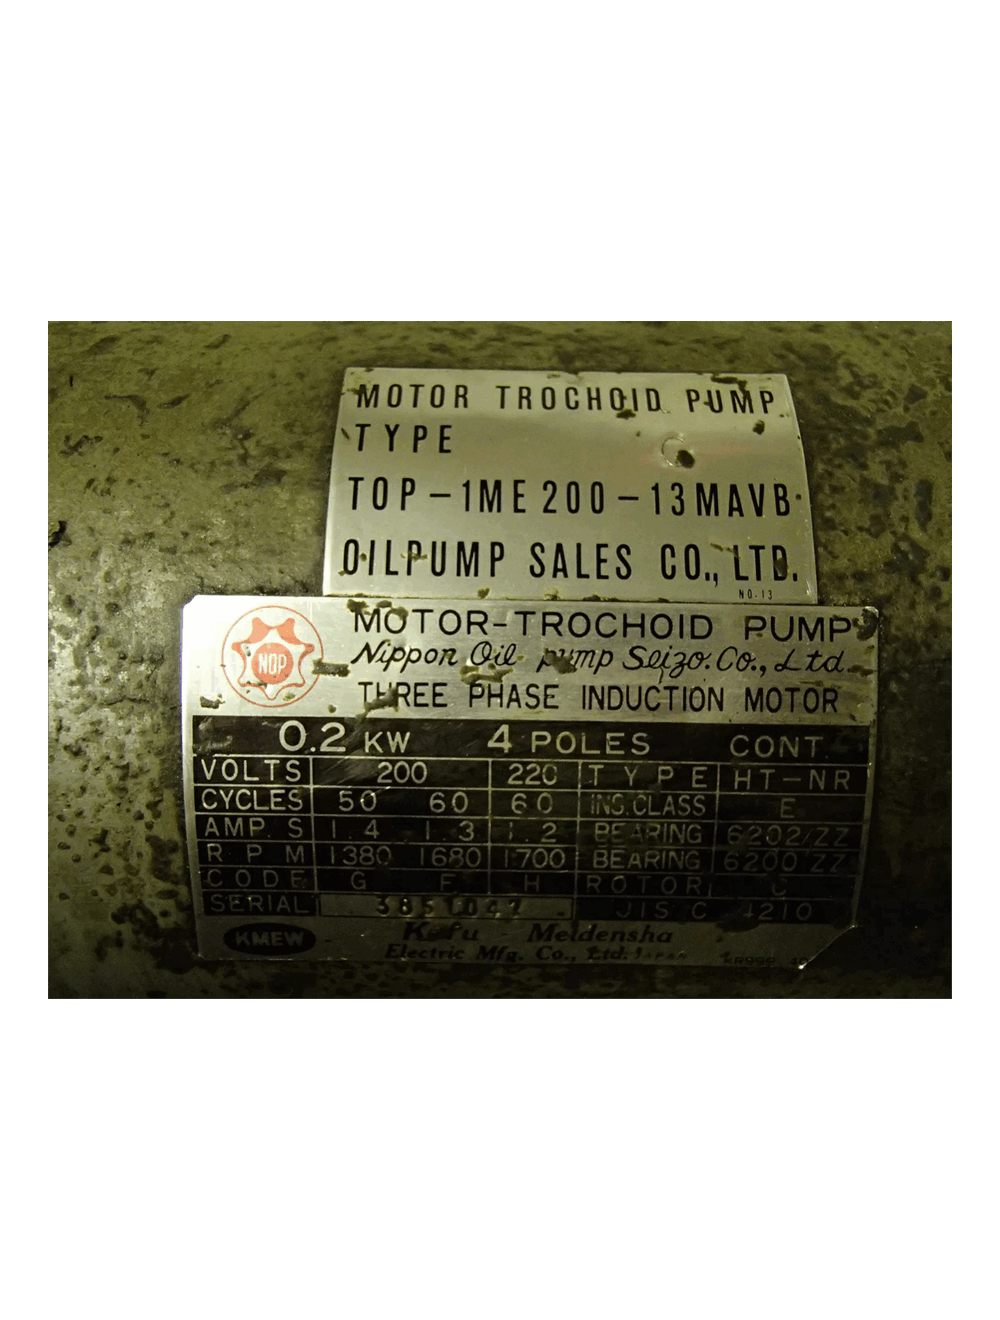 MOTOR TROCHOID PUMP
TYPE
TOP-1ME200-13MAVB
OILPUMP SALES CO., LTD.
NO.13
MOTOR-TROCHOID PUMP
NOP
Nippon Oil pump Seizo. Co., Ltd.
THREE PHASE INDUCTION MOTOR
0.2 KW 4 POLES CONT.
VOLTS 200 220 TYPE HT-NR
CYCLES 50 60 60 INS.CLASS E
AMP. S 1.4 1.3 1.2 BEARING 6202/ZZ
RPM 1380 1680 1700 BEARING 6200 ZZ
CODE G F H ROTOR
SERIAL JIS C 4210
KMEW Kofu Meidensha
Electric Mfg. Co., Ltd. JAPAN